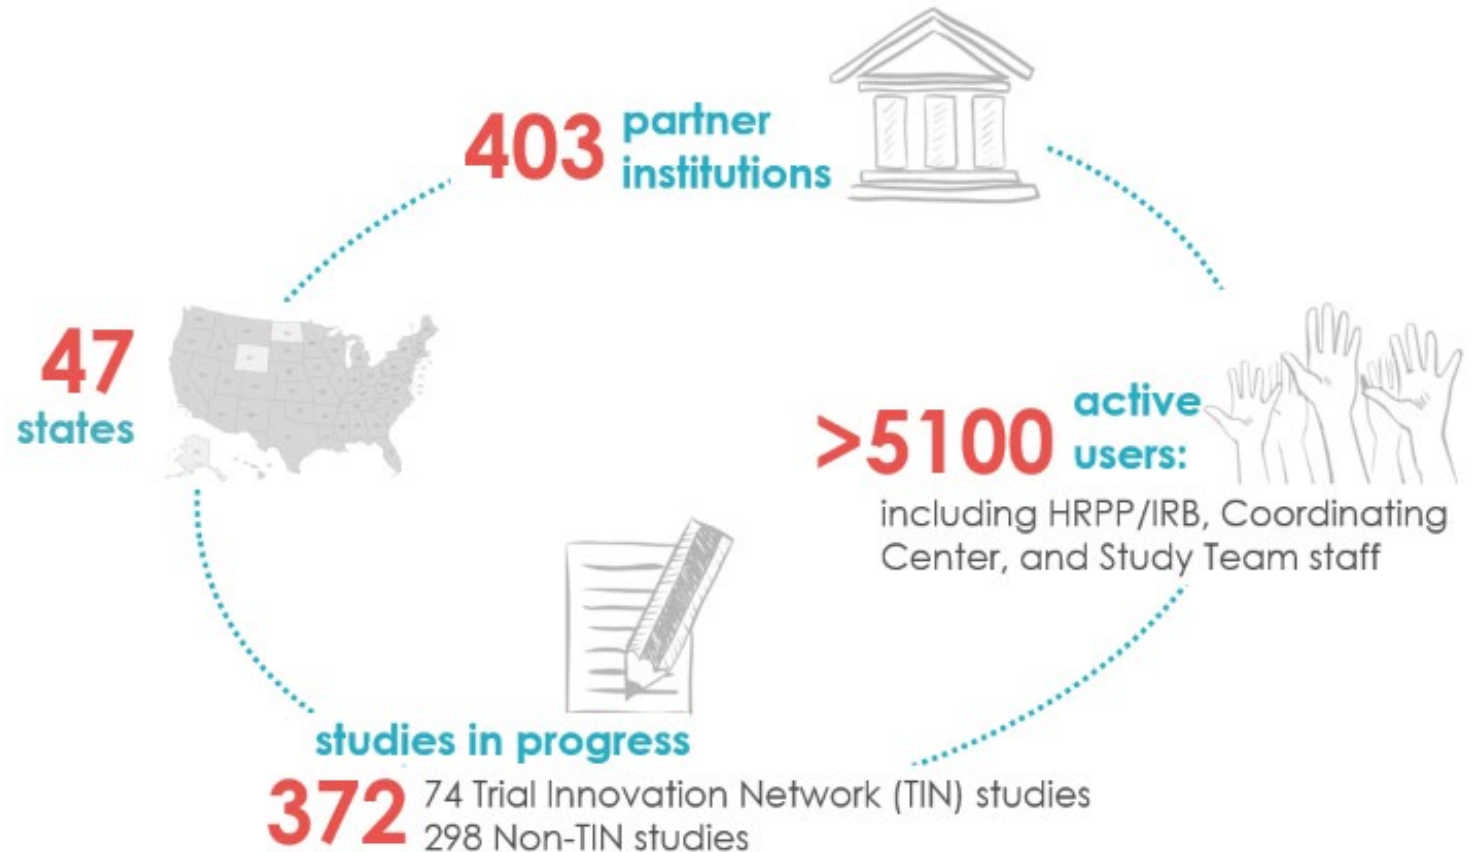 403 partner
institutions
47
states
>5100 active
users:
including HRPP/IRB, Coordinating
Center, and Study Team staff
studies in progress
372 74 Trial Innovation Network (TIN) studies
298 Non-TIN studies